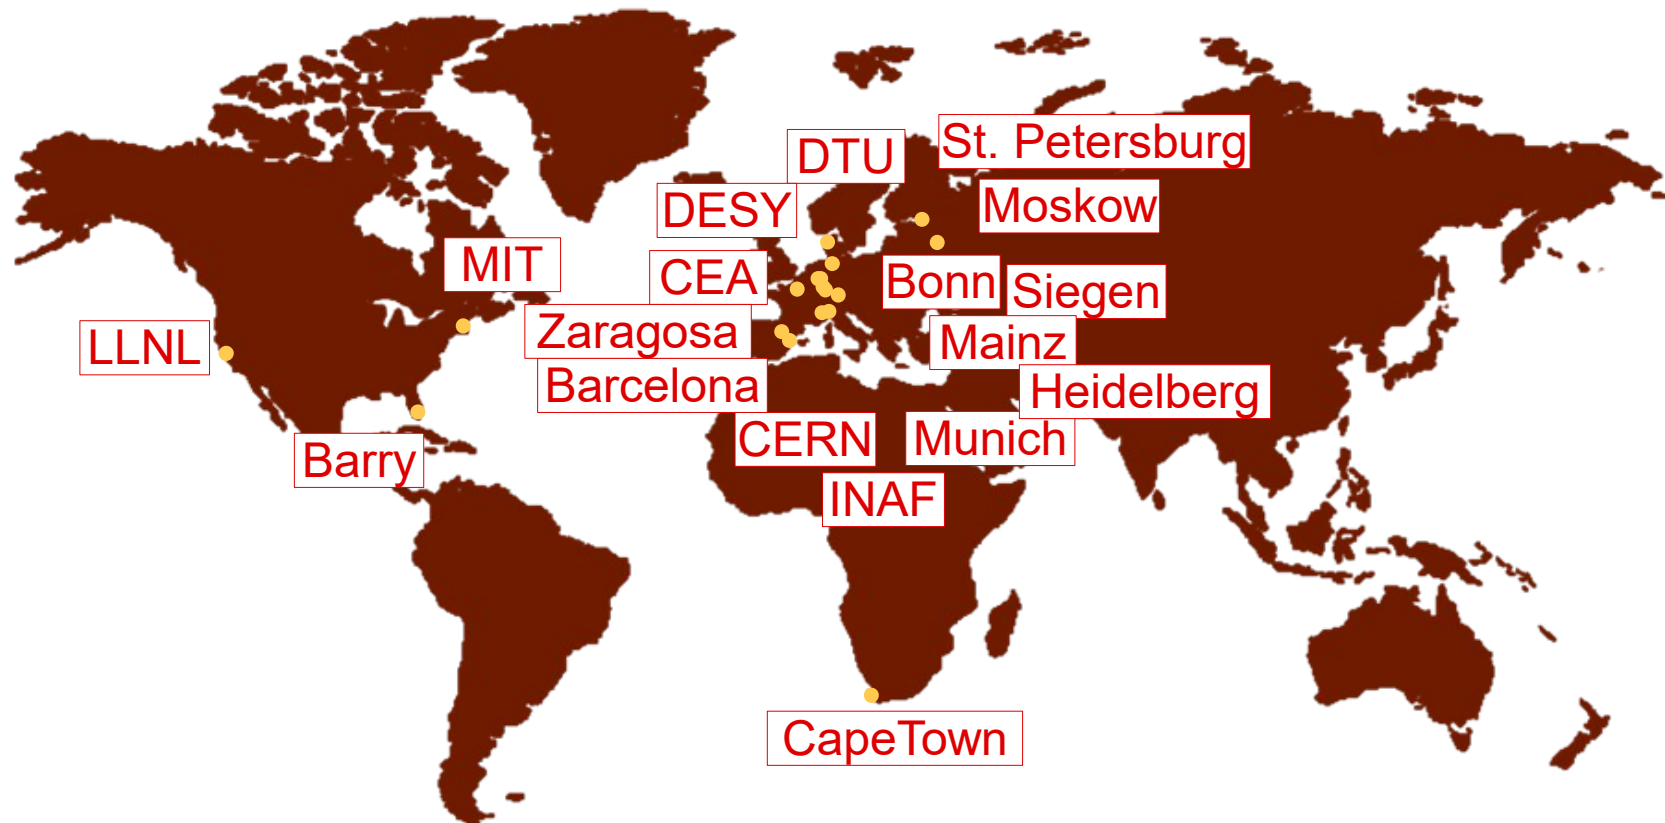 St. Petersburg
DTU
DESY
Moskow
MIT
CEA
Bonn
Siegen
Zaragosa
LLNL
Mainz
Barcelona
Heidelberg
CERN
Munich
Barry
INAF
CapeTown